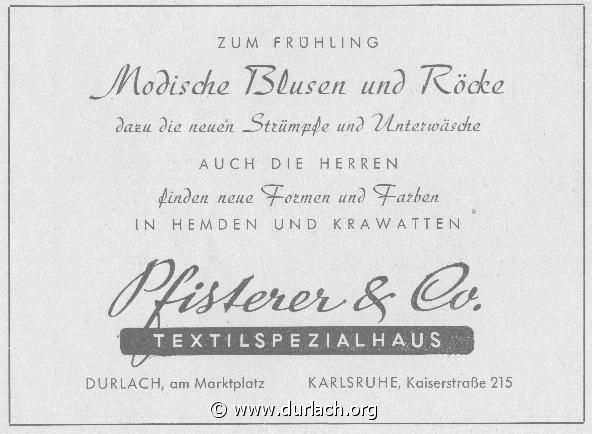 ZUM FRÜHLING
Modische Blusen und Röcke
dazu die neuen Strümpfe und Unterwäsche
AUCH DIE HERREN
finden neue Formen und Farben
IN HEMDEN UND KRAWATTEN
Pfisterer & Co.
TEXTILSPEZIALHAUS
DURLACH, am Marktplatz KARLSRUHE, Kaiserstraße 215
© www.durlach.org